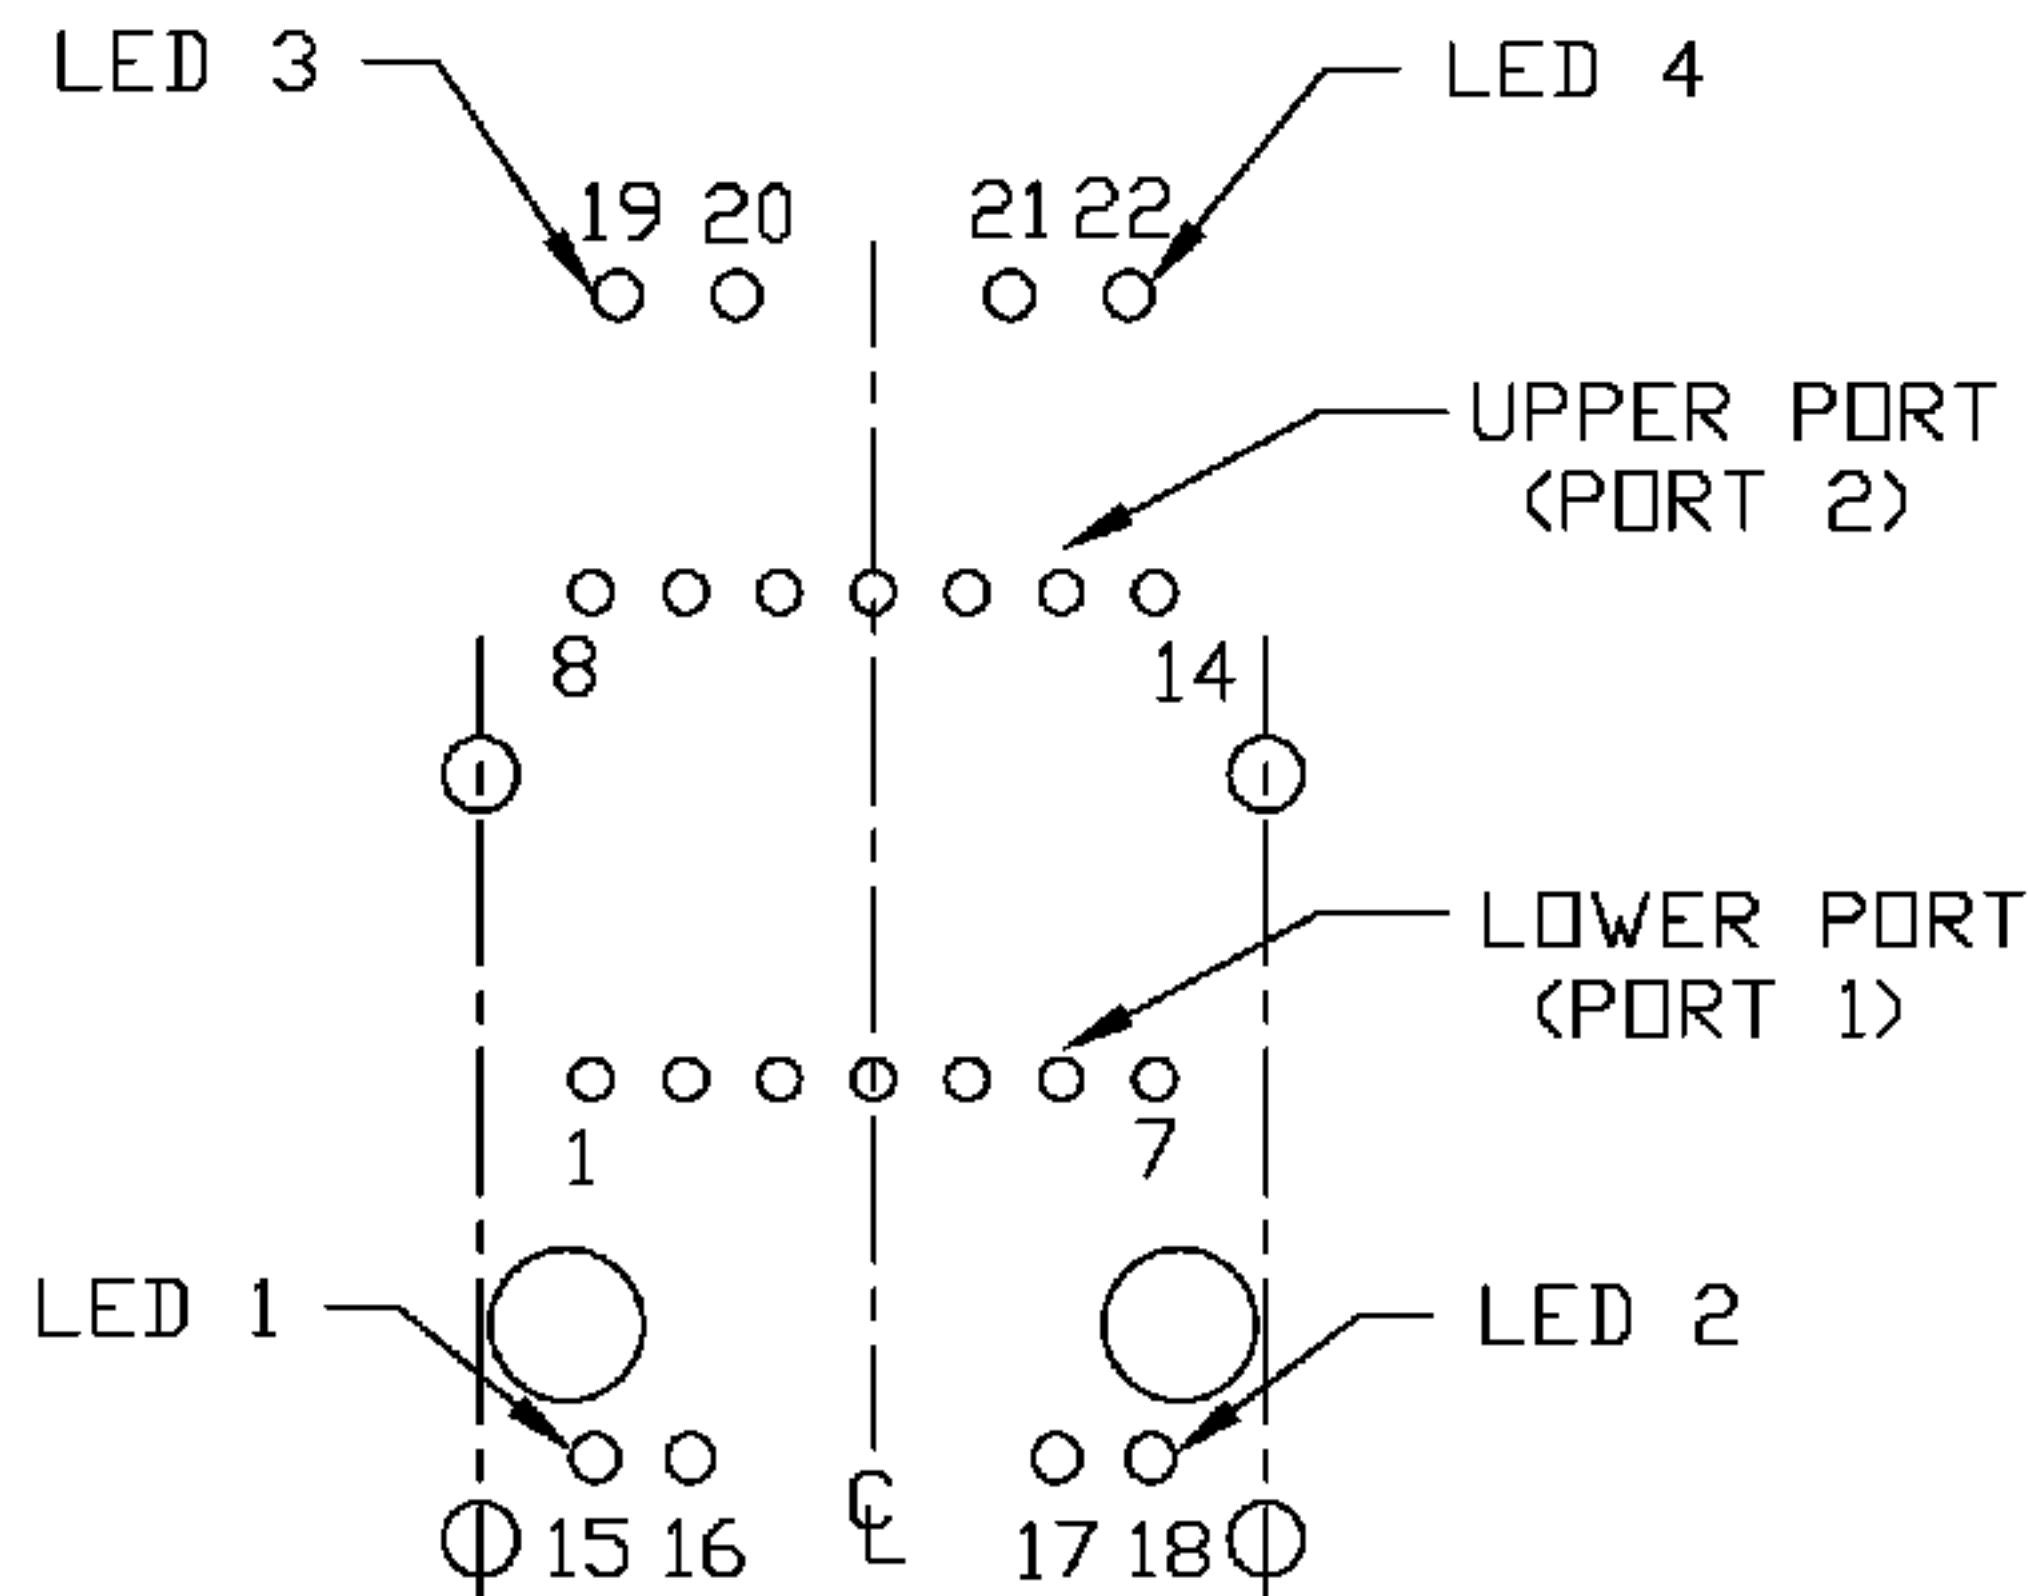 LED 3
LED 4
19 20 21 22
UPPER PORT
(PORT 2)
8 14
LOWER PORT
(PORT 1)
1 7
LED 1
LED 2
℄
15 16 17 18